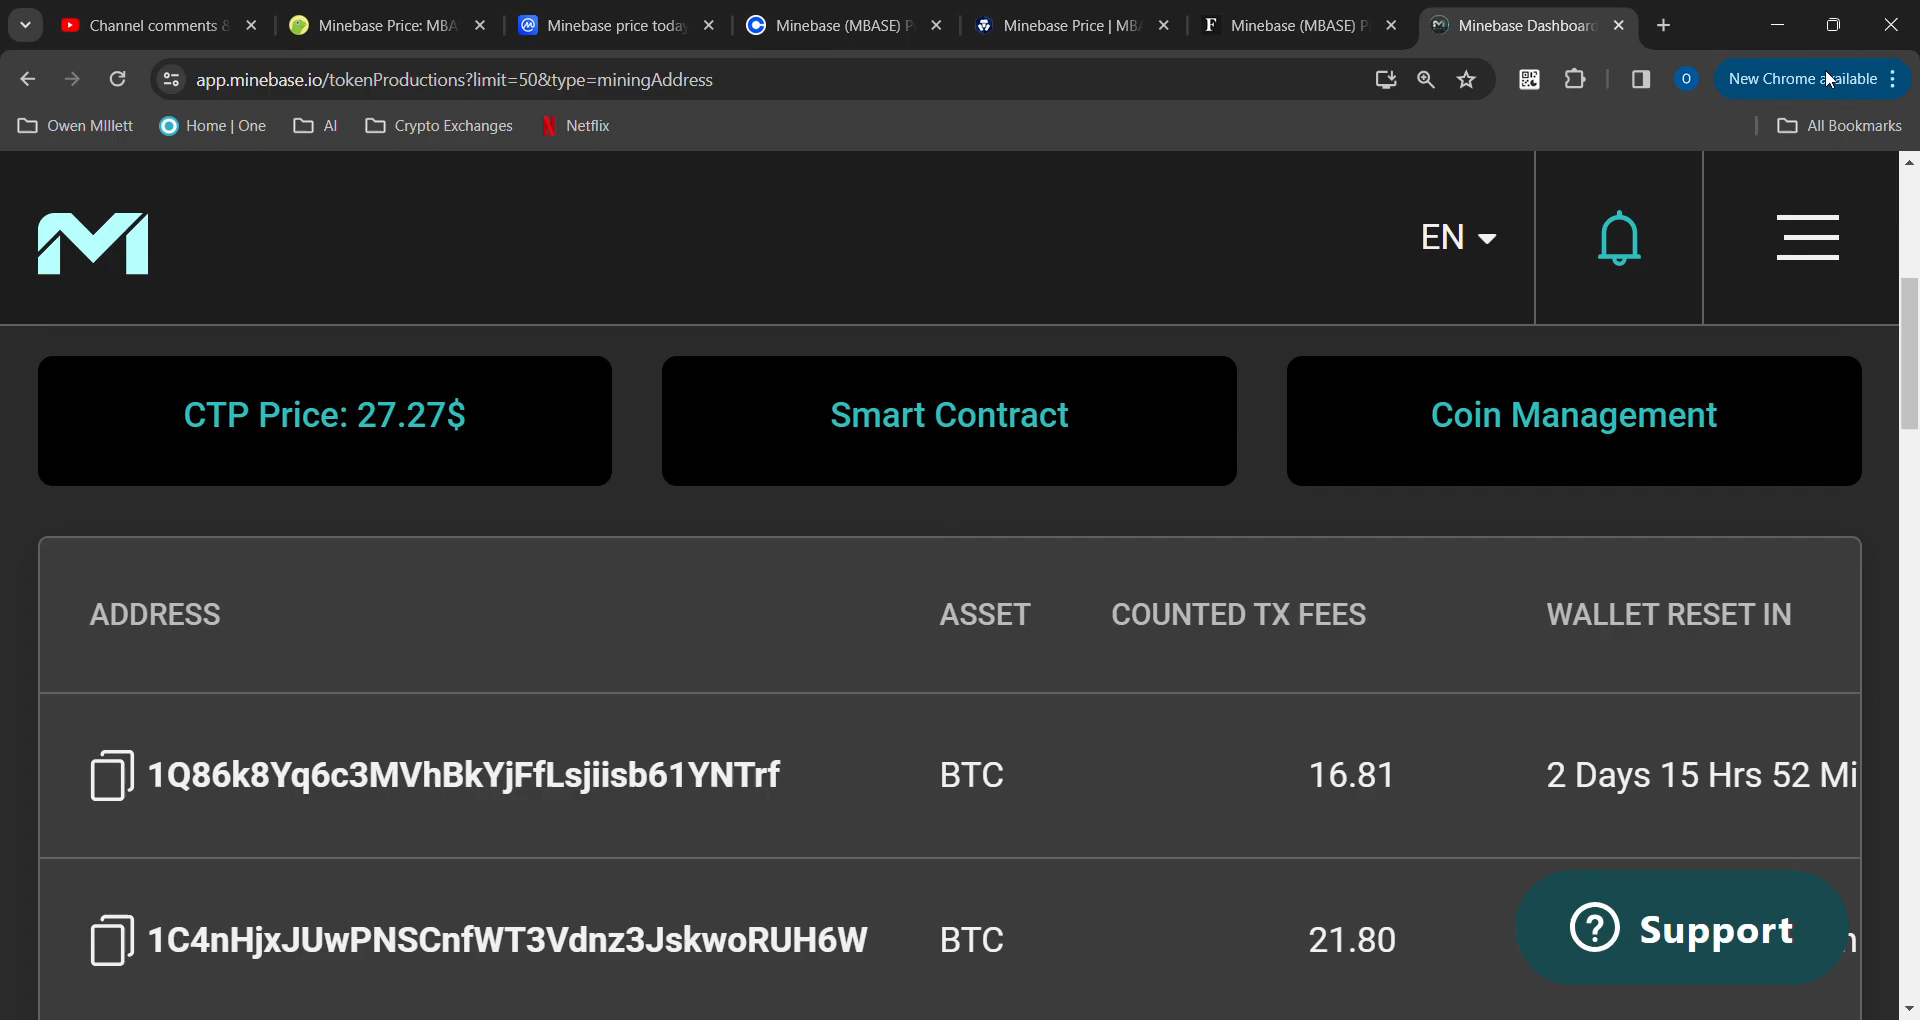 Channel comments &
Minebase Price: MBA
Minebase price today
Minebase (MBASE) P
Minebase Price | MBA
Minebase (MBASE) P
Minebase Dashboard
app.minebase.io/tokenProductions?limit=50&type=miningAddress
O
New Chrome available
Owen MIllett
Home | One
AI
Crypto Exchanges
Netflix
All Bookmarks
EN
CTP Price: 27.27$
Smart Contract
Coin Management
ADDRESS ASSET COUNTED TX FEES WALLET RESET IN
1Q86k8Yq6c3MVhBkYjFfLsjiisb61YNTrf BTC 16.81 2 Days 15 Hrs 52 Mi
1C4nHjxJUwPNSCnfWT3Vdnz3JskwoRUH6W BTC 21.80
Support